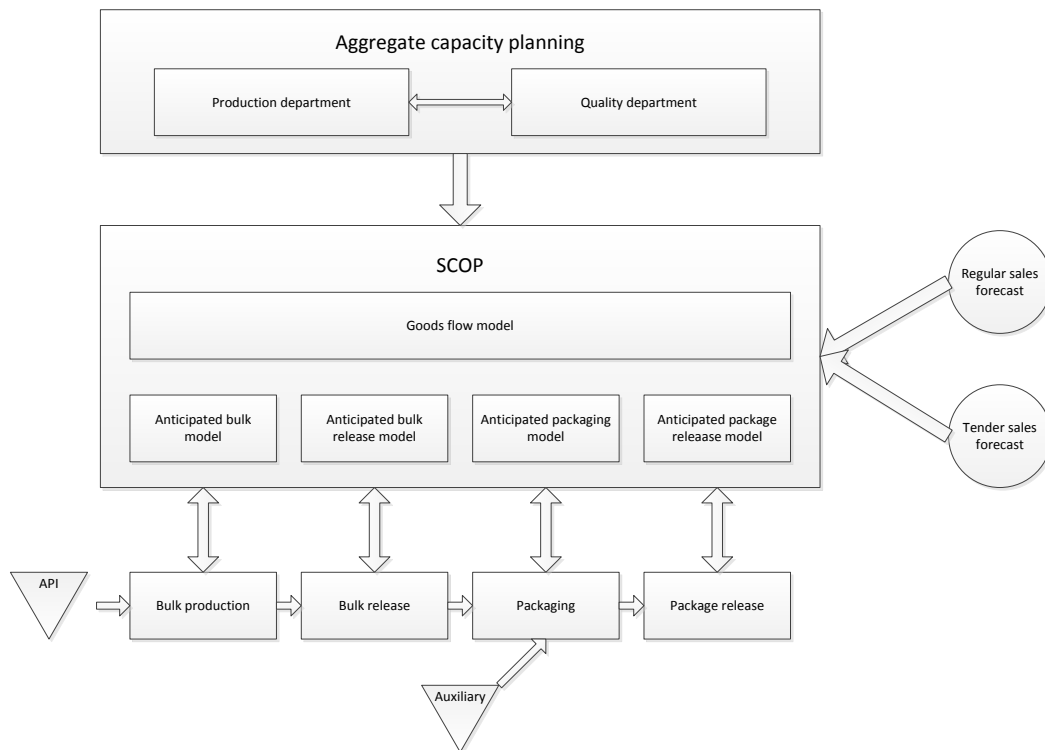 Aggregate capacity planning
Production department
Quality department
SCOP
Goods flow model
Regular sales
forecast
Anticipated bulk
model
Anticipated bulk
release model
Anticipated packaging
model
Anticipated package
releaase model
Tender sales
forecast
API
Bulk production
Bulk release
Packaging
Package release
Auxiliary